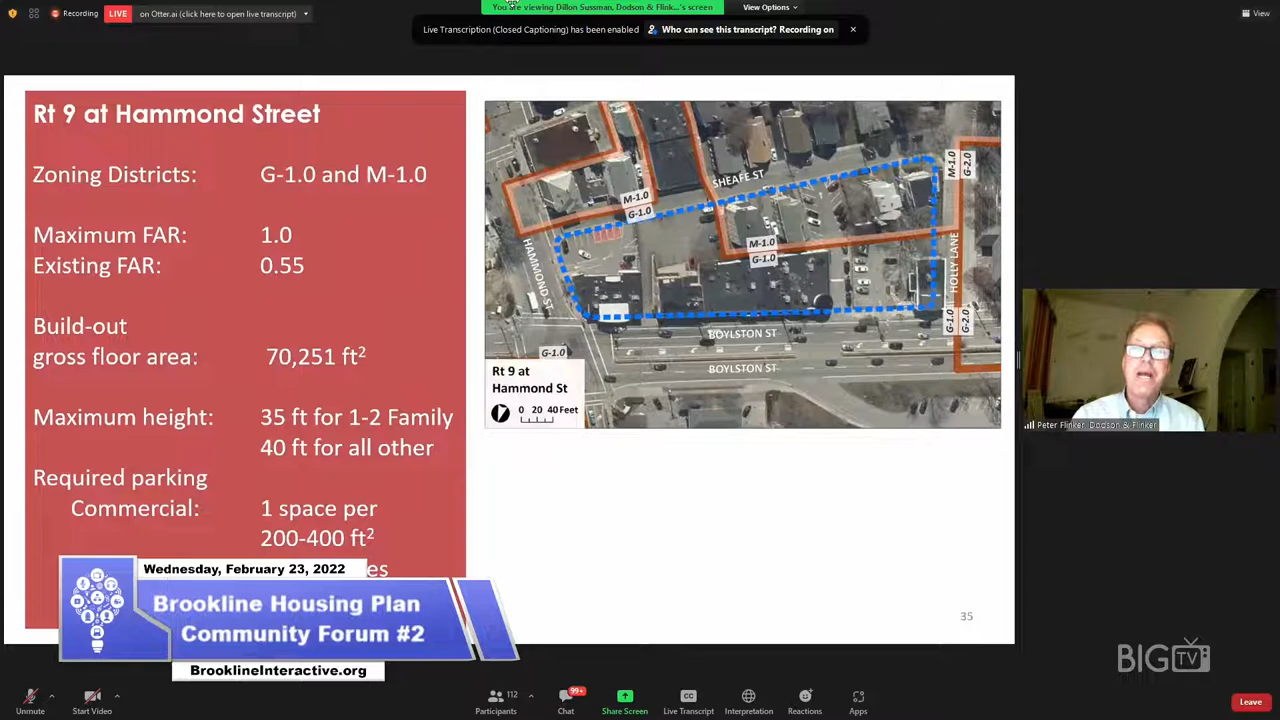 Recording
LIVE
on Otter.ai (click here to open live transcript)
You are viewing Dillon Sussman, Dodson & Flink...'s screen
View Options
View
Live Transcription (Closed Captioning) has been enabled
Who can see this transcript? Recording on
Rt 9 at Hammond Street
Zoning Districts: G-1.0 and M-1.0
Maximum FAR: 1.0
Existing FAR: 0.55
Build-out
gross floor area: 70,251 ft²
Maximum height: 35 ft for 1-2 Family
40 ft for all other
Required parking
Commercial: 1 space per
200-400 ft²
es
M-1.0
G-1.0
SHEAFE ST
M-1.0
G-2.0
HAMMOND ST
M-1.0
G-1.0
HOLLY LANE
G-1.0
G-2.0
BOYLSTON ST
G-1.0
BOYLSTON ST
Rt 9 at
Hammond St
0 20 40 Feet
35
Peter Flinker, Dodson & Flinker
Wednesday, February 23, 2022
Brookline Housing Plan
Community Forum #2
BrooklineInteractive.org
BIG TV
Unmute
Start Video
112
Participants
99+
Chat
Share Screen
CC
Live Transcript
Interpretation
Reactions
Apps
Leave